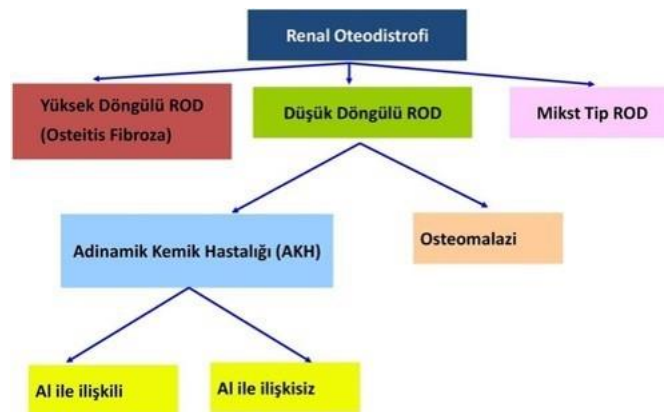 Renal Oteodistrofi
Yüksek Döngülü ROD
(Osteitis Fibroza)
Düşük Döngülü ROD
Mikst Tip ROD
Adinamik Kemik Hastalığı (AKH)
Osteomalazi
Al ile ilişkili
Al ile ilişkisiz